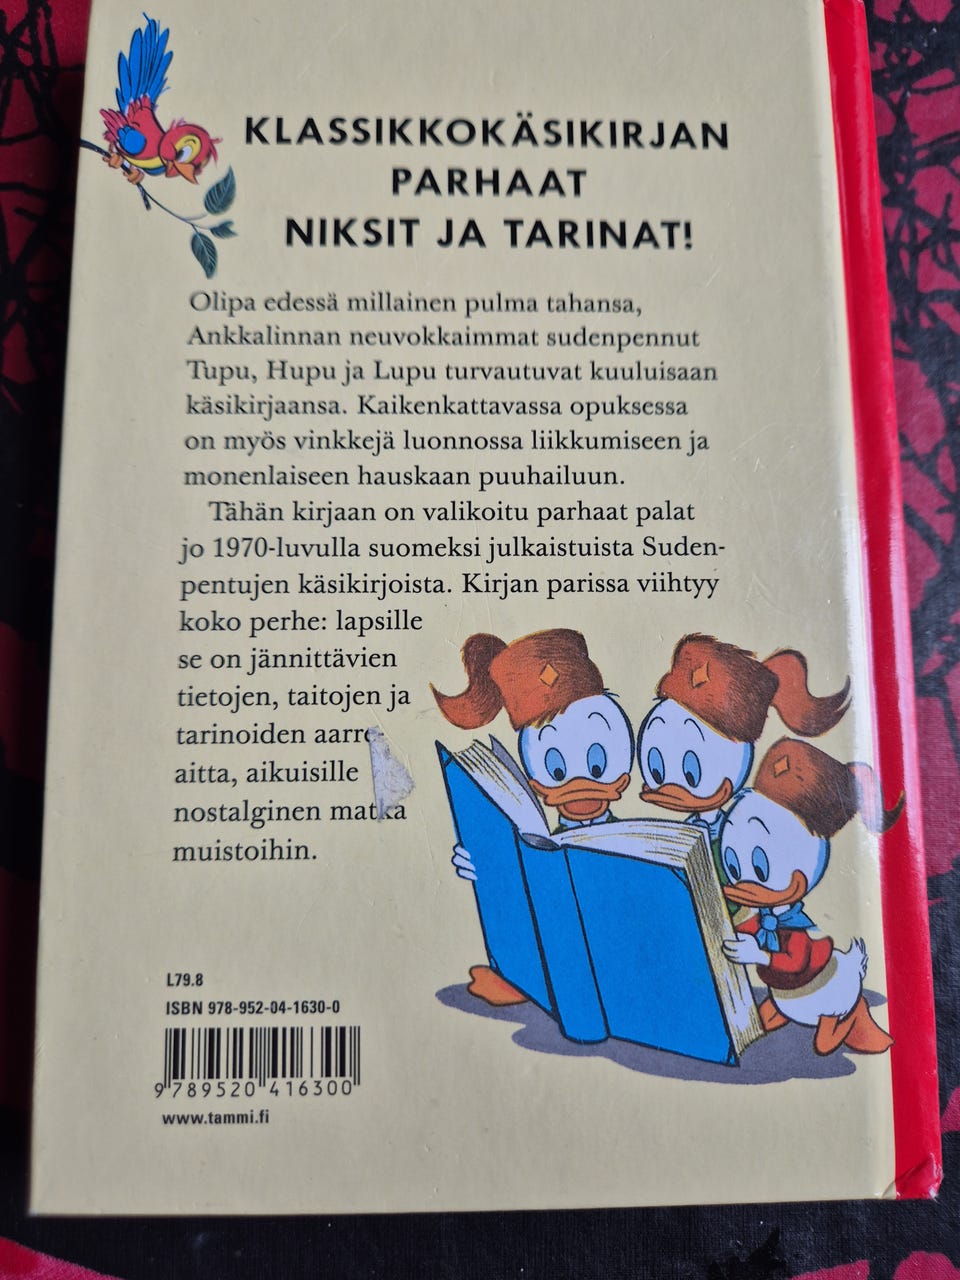 KLASSIKKOKÄSIKIRJAN
PARHAAT
NIKSIT JA TARINAT!
Olipa edessä millainen pulma tahansa,
Ankkalinnan neuvokkaimmat sudenpennut
Tupu, Hupu ja Lupu turvautuvat kuuluisaan
käsikirjaansa. Kaikenkattavassa opuksessa
on myös vinkkejä luonnossa liikkumiseen ja
monenlaiseen hauskaan puuhailuun.
Tähän kirjaan on valikoitu parhaat palat
jo 1970-luvulla suomeksi julkaistuista Suden-
pentujen käsikirjoista. Kirjan parissa viihtyy
koko perhe: lapsille
se on jännittävien
tietojen, taitojen ja
tarinoiden aarre-
aitta, aikuisille
nostalginen matka
muistoihin.
L79.8
ISBN 978-952-04-1630-0
9 789520 416300
www.tammi.fi